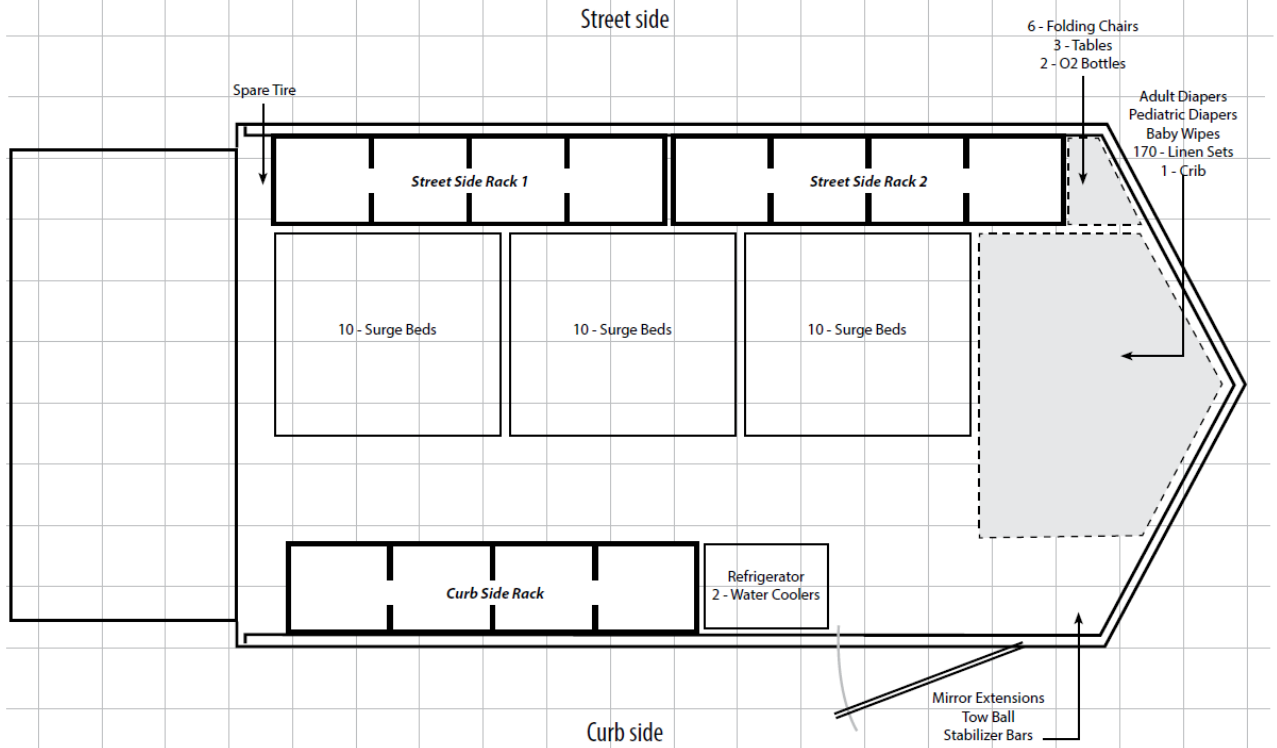 Street side
6 - Folding Chairs
3 - Tables
2 - O2 Bottles
Spare Tire
Adult Diapers
Pediatric Diapers
Baby Wipes
170 - Linen Sets
1 - Crib
Street Side Rack 1
Street Side Rack 2
10 - Surge Beds
10 - Surge Beds
10 - Surge Beds
Refrigerator
2 - Water Coolers
Curb Side Rack
Mirror Extensions
Tow Ball
Stabilizer Bars
Curb side